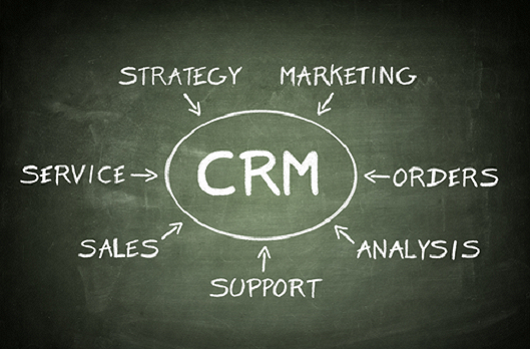 STRATEGY MARKETING
SERVICE CRM ORDERS
SALES ANALYSIS
SUPPORT